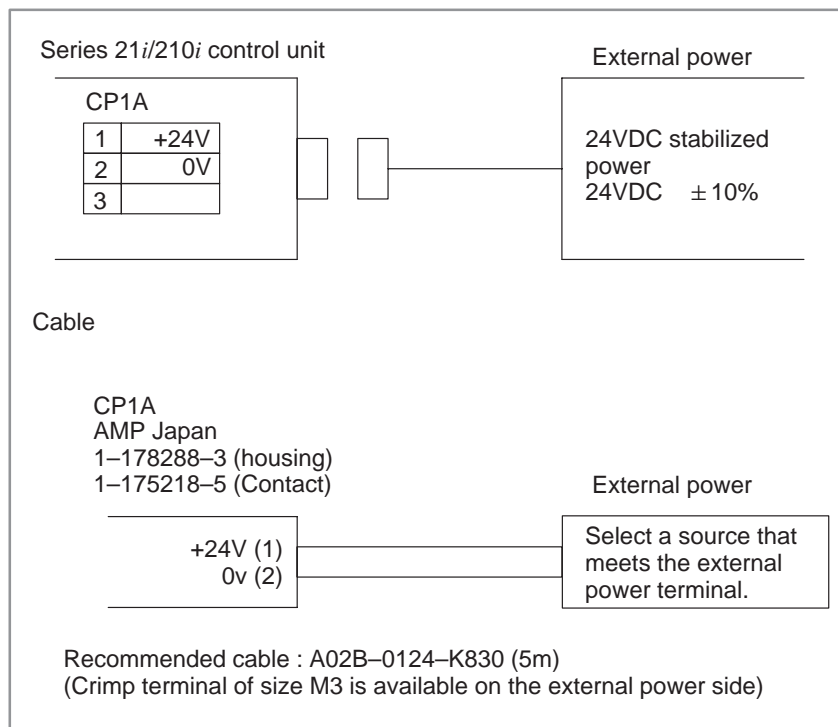 Series 21i/210i control unit
External power
CP1A
1 +24V
2 0V
3
24VDC stabilized
power
24VDC ±10%
Cable
CP1A
AMP Japan
1–178288–3 (housing)
1–175218–5 (Contact)
External power
+24V (1)
0v (2)
Select a source that
meets the external
power terminal.
Recommended cable : A02B–0124–K830 (5m)
(Crimp terminal of size M3 is available on the external power side)